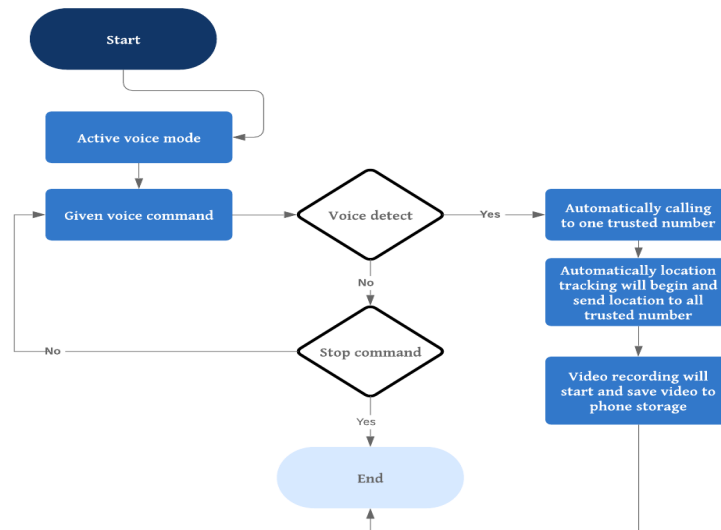 Start
Active voice mode
Given voice command
Voice detect
Yes
Automatically calling
to one trusted number
No
Automatically location
tracking will begin and
send location to all
trusted number
No
Stop command
Video recording will
start and save video to
phone storage
Yes
End